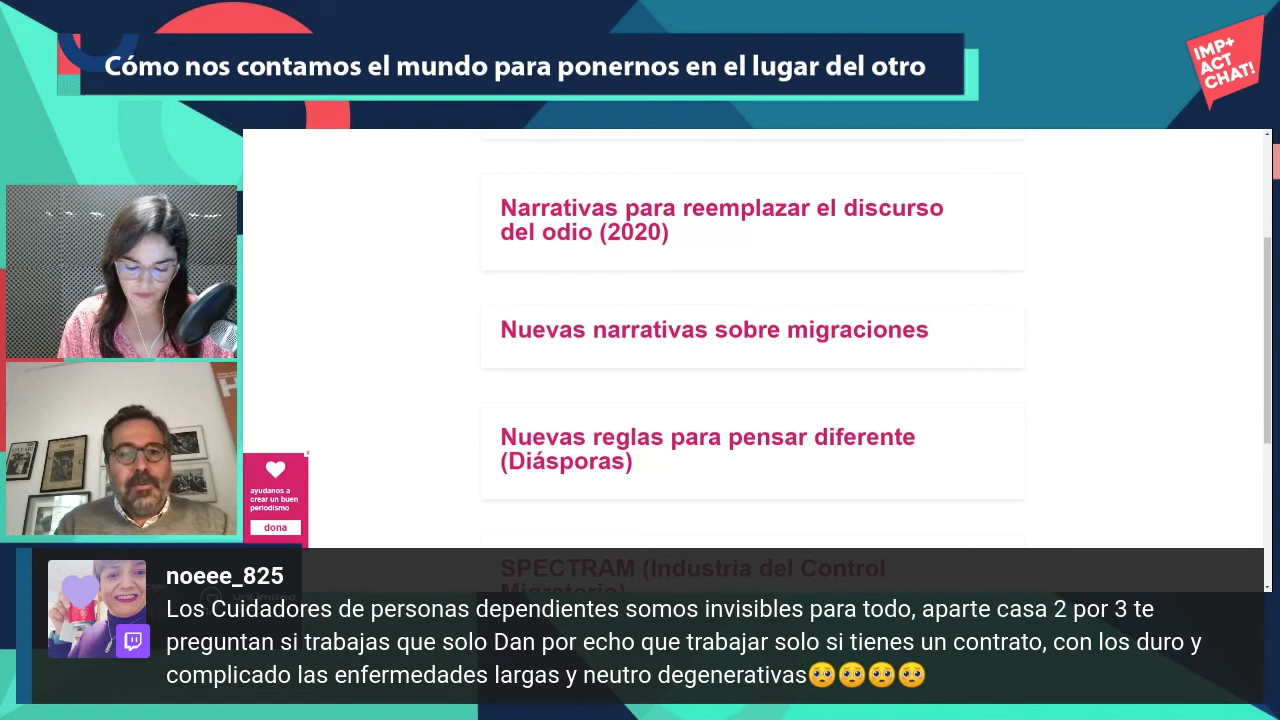 Cómo nos contamos el mundo para ponernos en el lugar del otro
IMP+
ACT
CHAT!
Narrativas para reemplazar el discurso
del odio (2020)
Nuevas narrativas sobre migraciones
Nuevas reglas para pensar diferente
(Diásporas)
SPECTRAM (Industria del Control
Migratorio)
ayudanos a
crear un buen
periodismo
dona
noeee_825
Los Cuidadores de personas dependientes somos invisibles para todo, aparte casa 2 por 3 te
preguntan si trabajas que solo Dan por echo que trabajar solo si tienes un contrato, con los duro y
complicado las enfermedades largas y neutro degenerativas🥺🥺🥺🥺